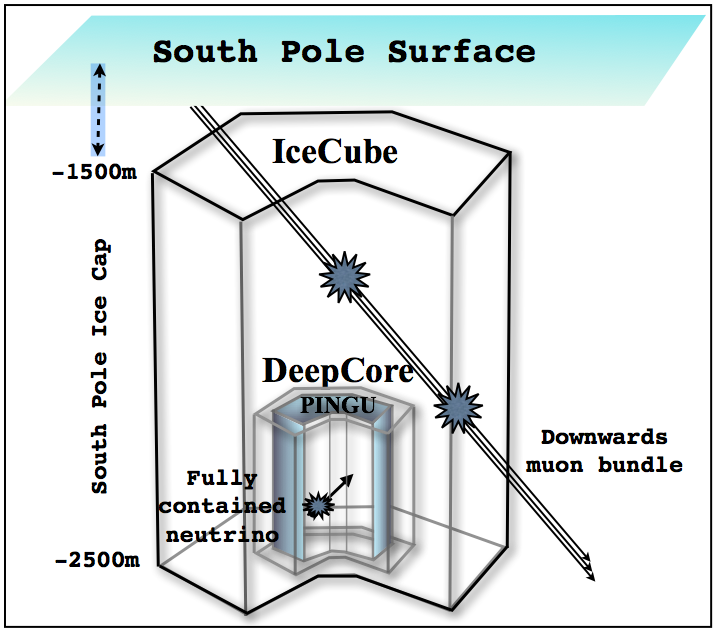 South Pole Surface
IceCube
-1500m
South Pole Ice Cap
DeepCore
PINGU
Downwards
muon bundle
Fully
contained
neutrino
-2500m